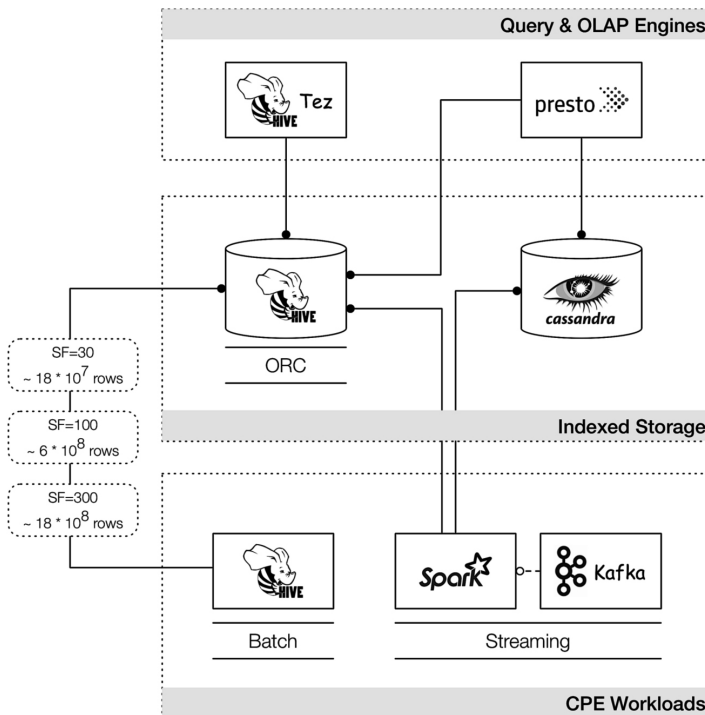 Query & OLAP Engines
HIVE Tez
presto
HIVE
cassandra
ORC
SF=30
~ 18 * 10^7 rows
SF=100
~ 6 * 10^8 rows
SF=300
~ 18 * 10^8 rows
Indexed Storage
HIVE
Spark
Kafka
Batch
Streaming
CPE Workloads